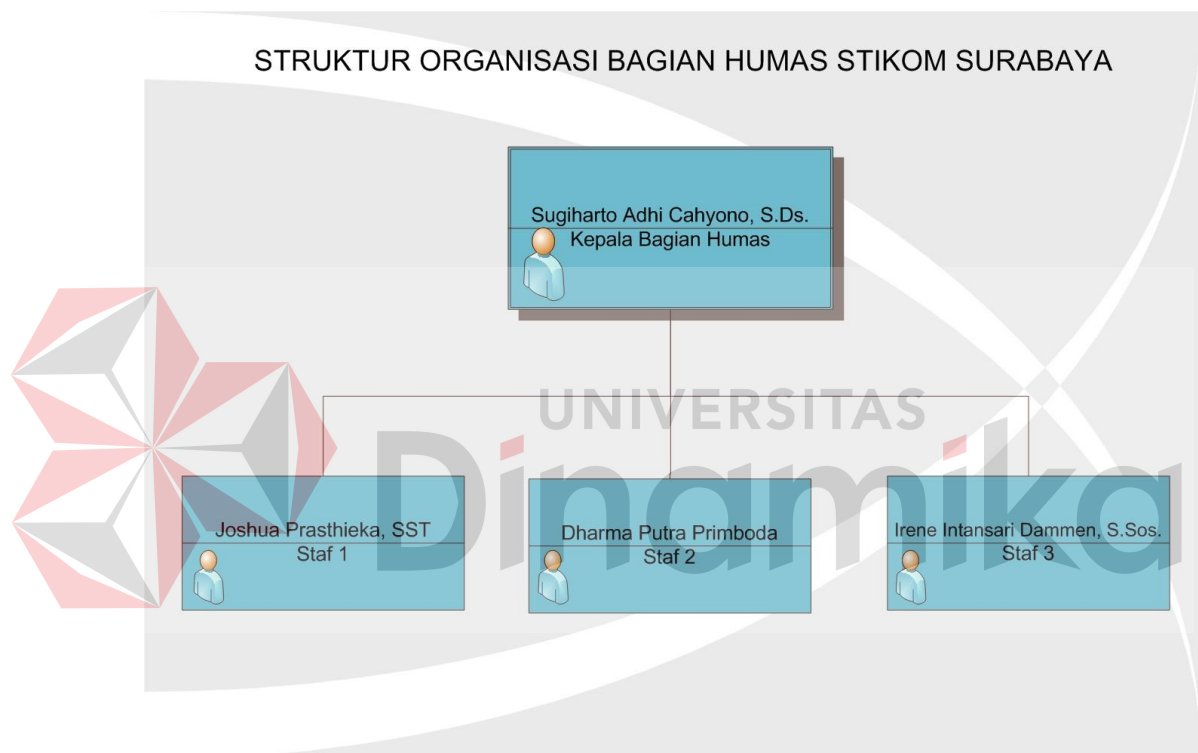 STRUKTUR ORGANISASI BAGIAN HUMAS STIKOM SURABAYA
Sugiharto Adhi Cahyono, S.Ds.
Kepala Bagian Humas
UNIVERSITAS
Dinamika
Joshua Prasthieka, SST
Staf 1
Dharma Putra Primboda
Staf 2
Irene Intansari Dammen, S.Sos.
Staf 3